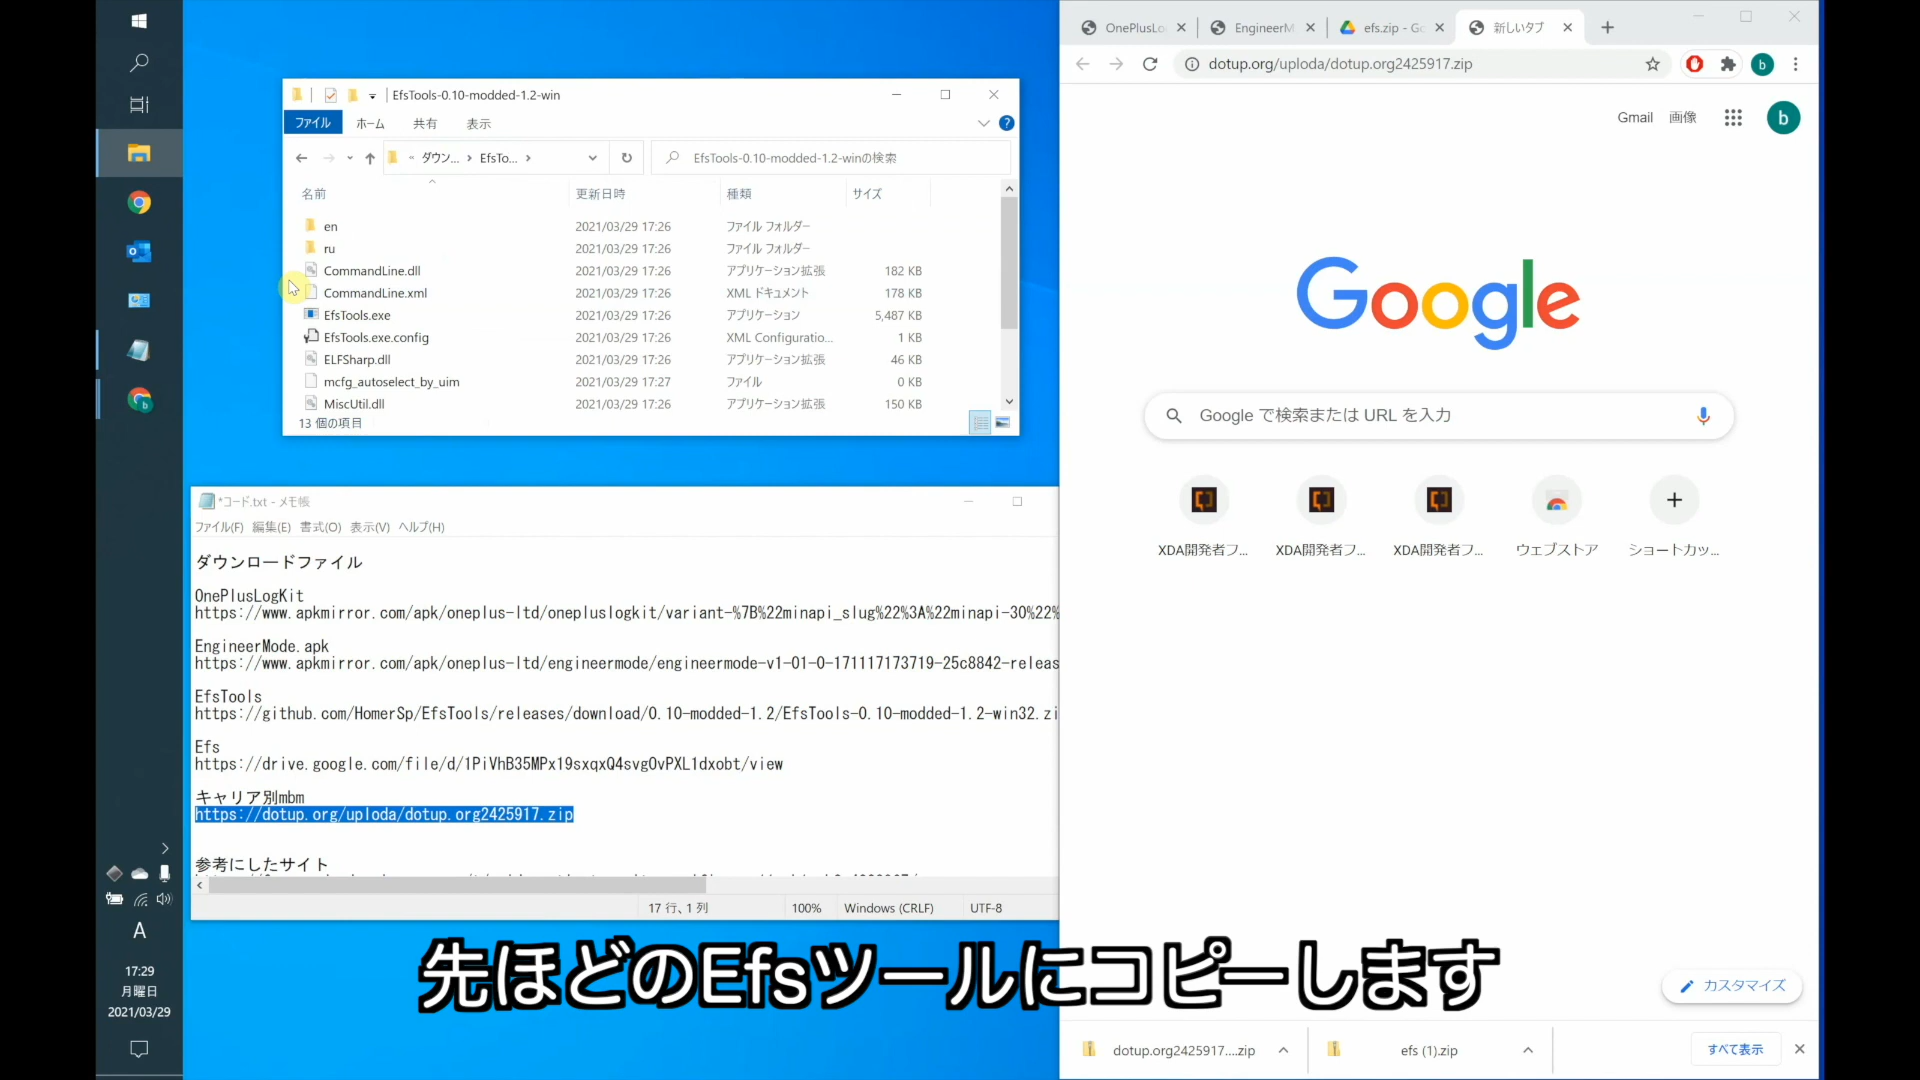 EfsTools-0.10-modded-1.2-win
ファイル ホーム 共有 表示
« ダウン... › EfsTo... ›
EfsTools-0.10-modded-1.2-winの検索
名前 更新日時 種類 サイズ
en 2021/03/29 17:26 ファイル フォルダー
ru 2021/03/29 17:26 ファイル フォルダー
CommandLine.dll 2021/03/29 17:26 アプリケーション拡張 182 KB
CommandLine.xml 2021/03/29 17:26 XML ドキュメント 178 KB
EfsTools.exe 2021/03/29 17:26 アプリケーション 5,487 KB
EfsTools.exe.config 2021/03/29 17:26 XML Configuratio... 1 KB
ELFSharp.dll 2021/03/29 17:26 アプリケーション拡張 46 KB
mcfg_autoselect_by_uim 2021/03/29 17:27 ファイル 0 KB
MiscUtil.dll 2021/03/29 17:26 アプリケーション拡張 150 KB
13 個の項目
*コード.txt - メモ帳
ファイル(F) 編集(E) 書式(O) 表示(V) ヘルプ(H)
ダウンロードファイル
OnePlusLogKit
https://www.apkmirror.com/apk/oneplus-ltd/onepluslogkit/variant-%7B%22minapi_slug%22%3A%22minapi-30%22%
EngineerMode.apk
https://www.apkmirror.com/apk/oneplus-ltd/engineermode/engineermode-v1-01-0-171117173719-25c8842-releas
EfsTools
https://github.com/HomerSp/EfsTools/releases/download/0.10-modded-1.2/EfsTools-0.10-modded-1.2-win32.zi
Efs
https://drive.google.com/file/d/1PiVhB35MPx19sxqxQ4svgOvPXL1dxobt/view
キャリア別mbm
https://dotup.org/uploda/dotup.org2425917.zip
参考にしたサイト
17 行、1 列 100% Windows (CRLF) UTF-8
OnePlusLo EngineerM efs.zip - Go 新しいタブ
dotup.org/uploda/dotup.org2425917.zip
b
Gmail 画像 b
Google
Google で検索または URL を入力
XDA開発者フ... XDA開発者フ... XDA開発者フ... ウェブストア ショートカッ...
カスタマイズ
dotup.org2425917....zip efs (1).zip すべて表示
A
17:29
月曜日
2021/03/29
先ほどのEfsツールにコピーします